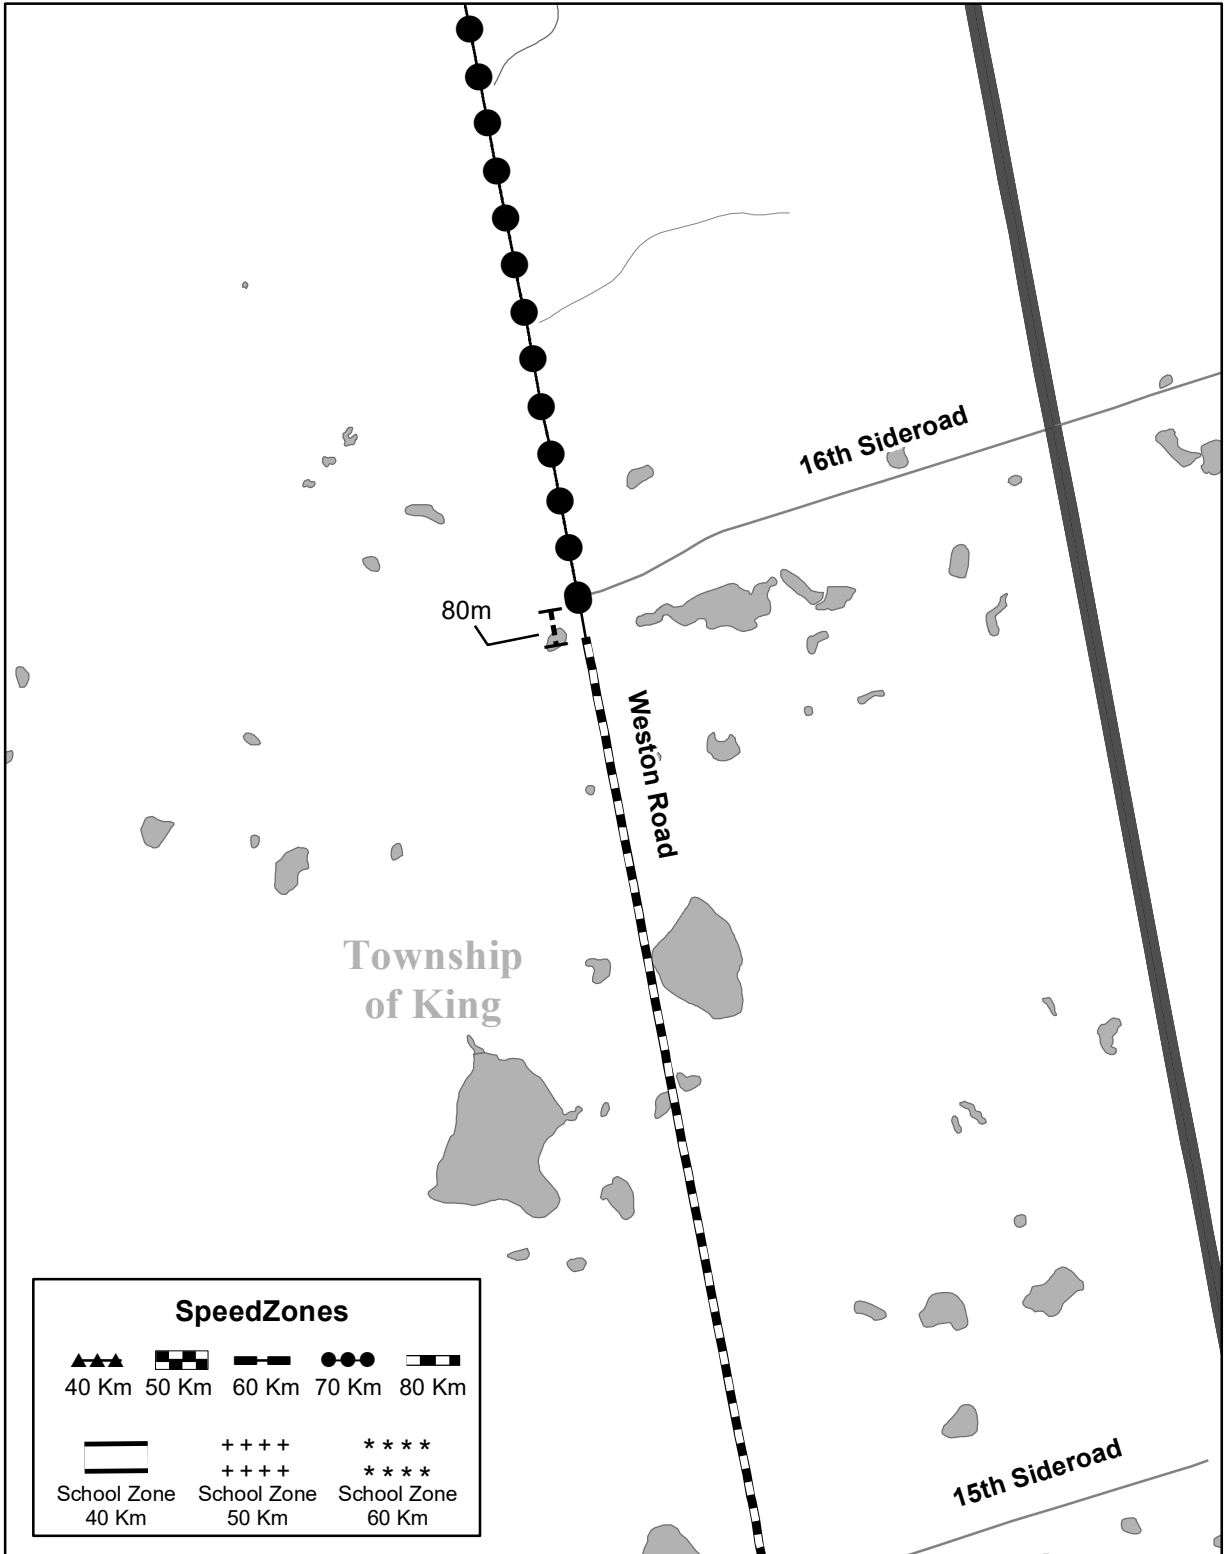 16th Sideroad
80m
Weston Road
Township
of King
SpeedZones
40 Km 50 Km 60 Km 70 Km 80 Km
+ + + + * * * *
+ + + + * * * *
School Zone School Zone School Zone
40 Km 50 Km 60 Km
15th Sideroad